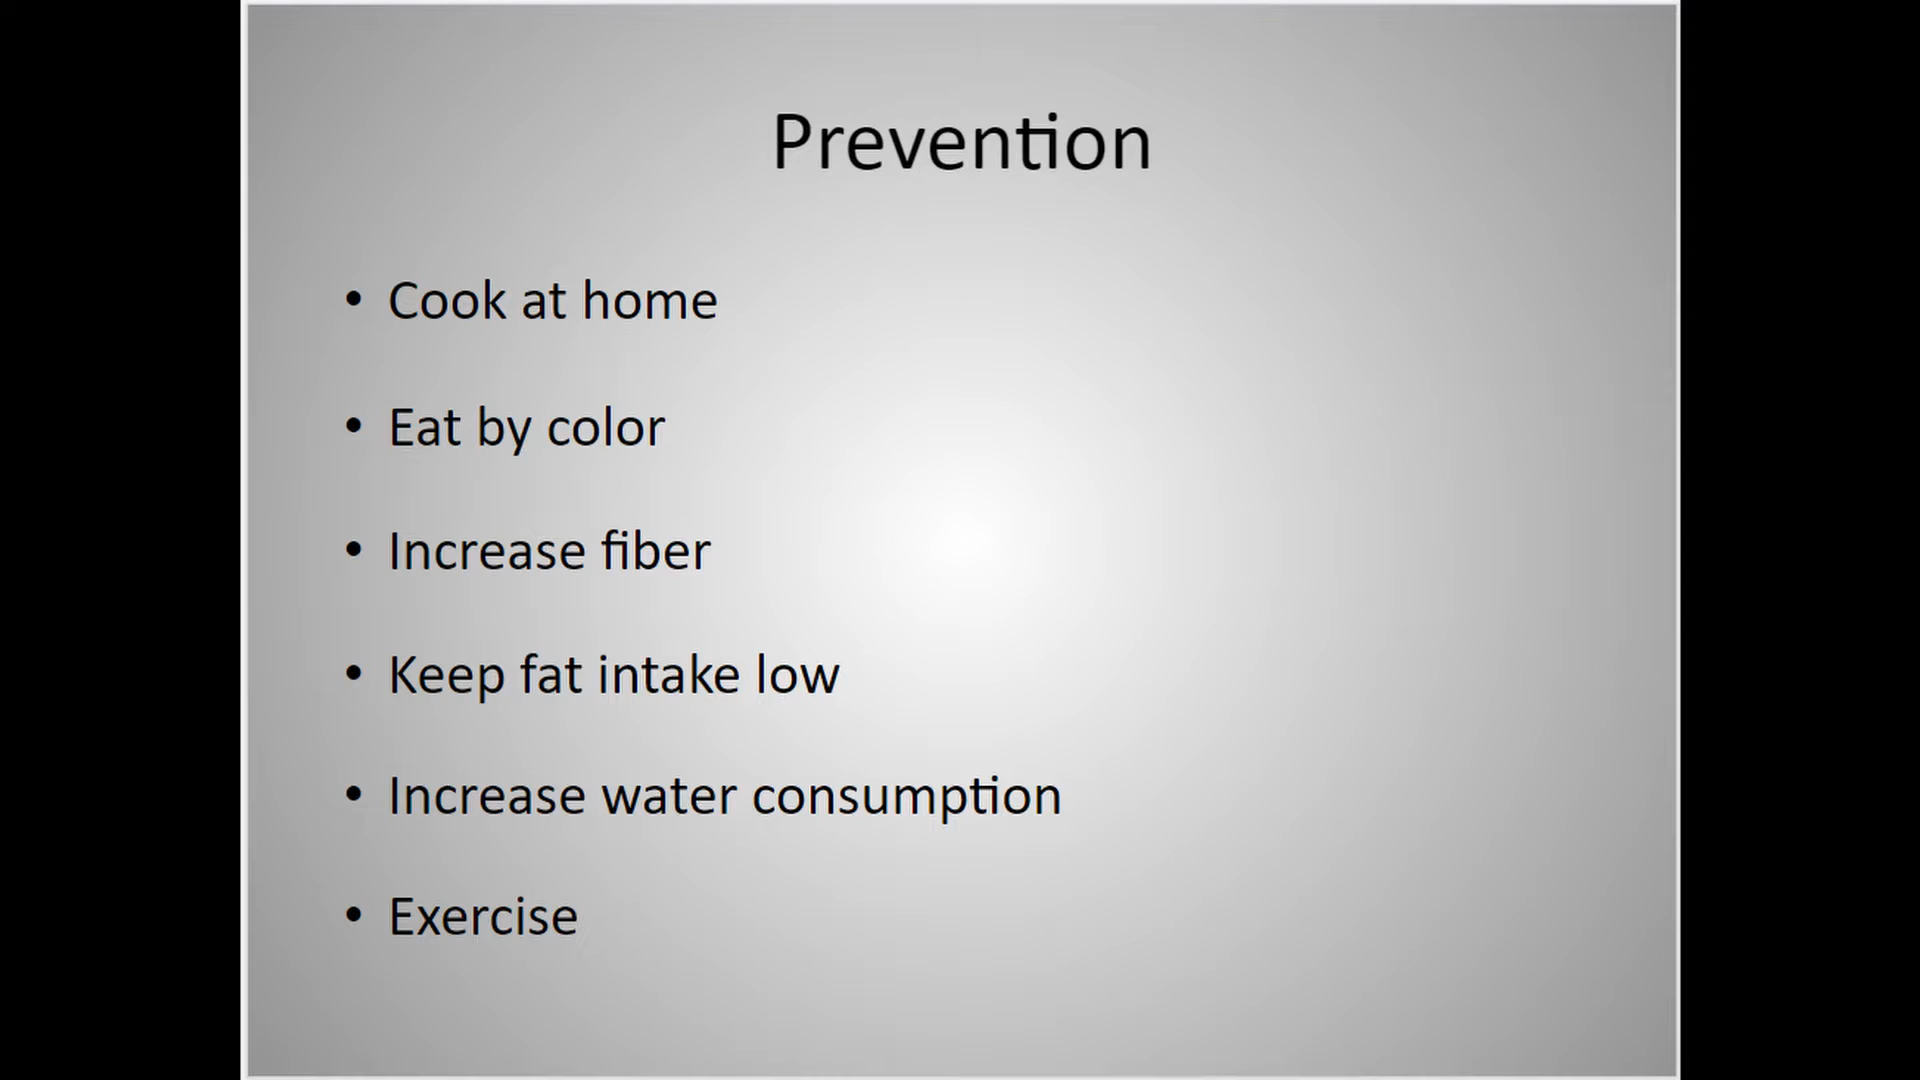 Prevention
• Cook at home
• Eat by color
• Increase fiber
• Keep fat intake low
• Increase water consumption
• Exercise